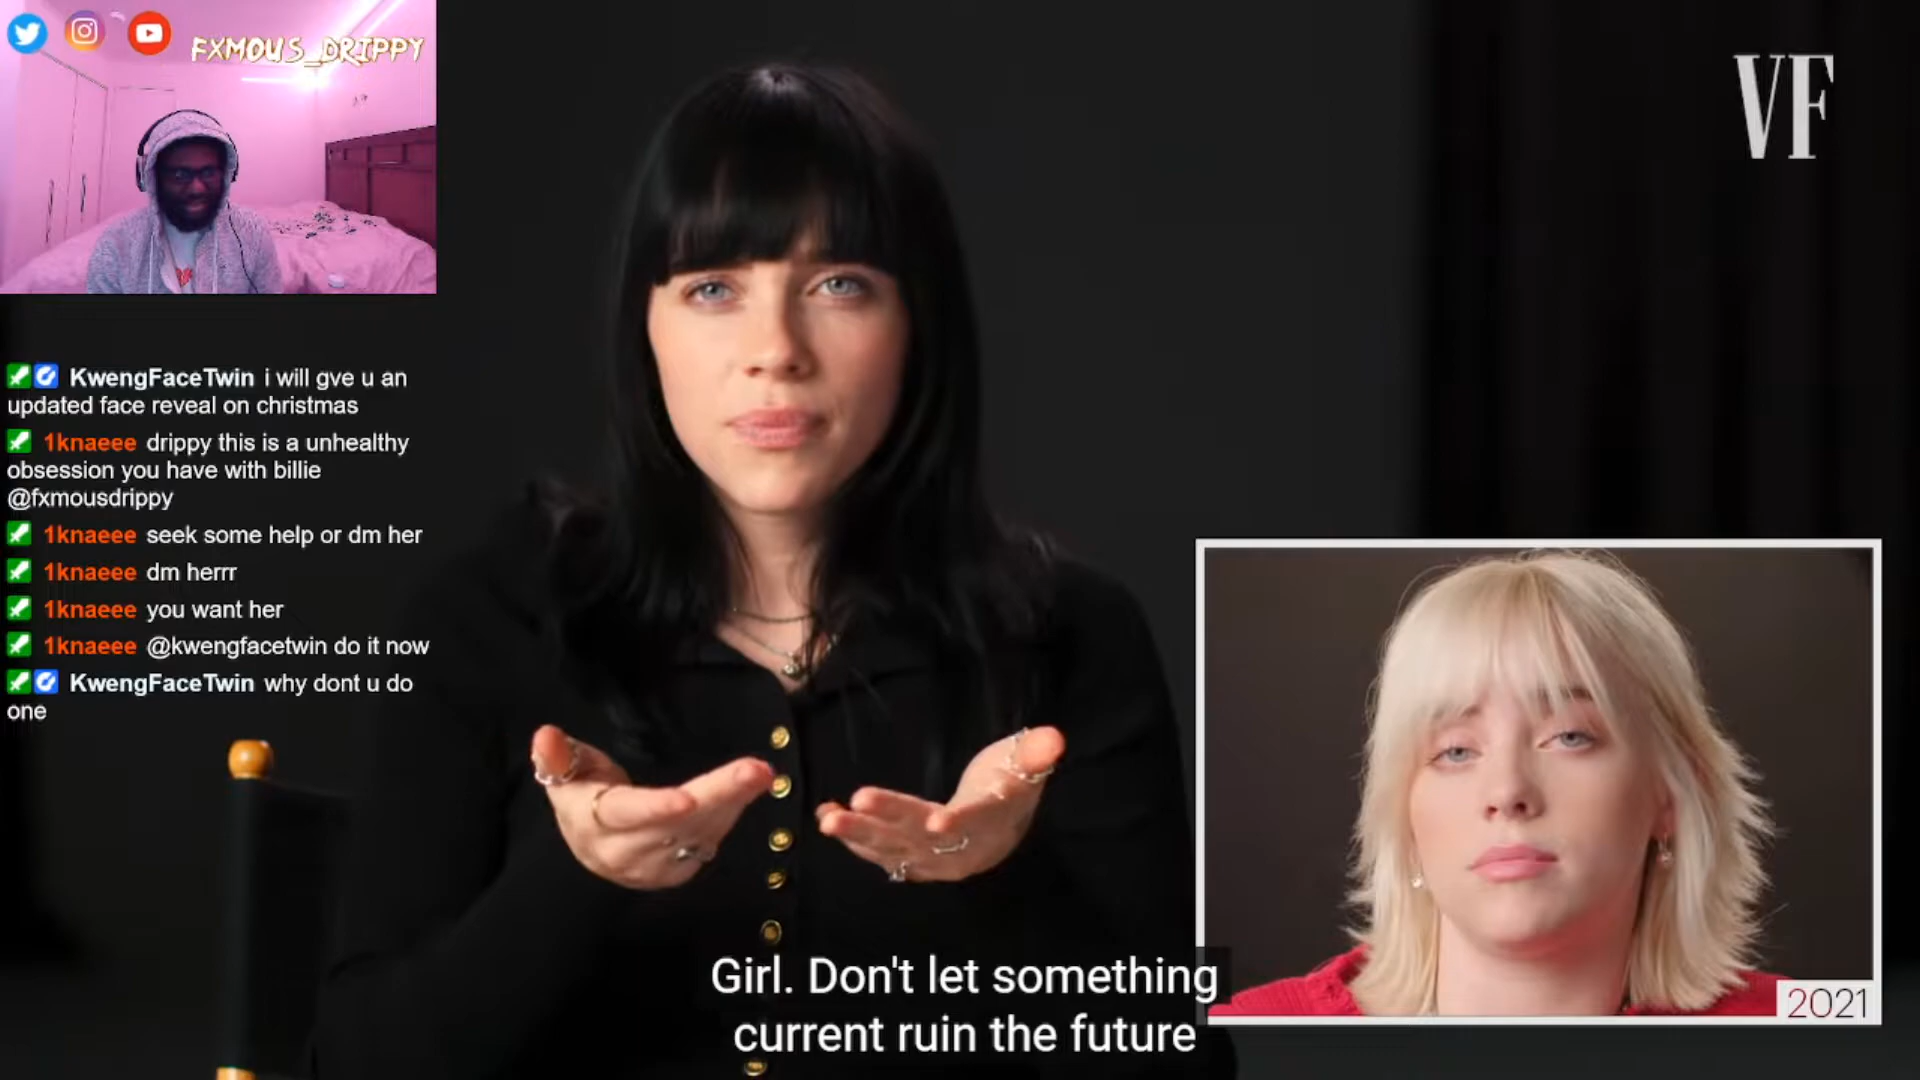 FXMOUS_DRIPPY
VF
KwengFaceTwin i will gve u an
updated face reveal on christmas
1knaeee drippy this is a unhealthy
obsession you have with billie
@fxmousdrippy
1knaeee seek some help or dm her
1knaeee dm herrr
1knaeee you want her
1knaeee @kwengfacetwin do it now
KwengFaceTwin why dont u do
one
Girl. Don't let something
current ruin the future
2021